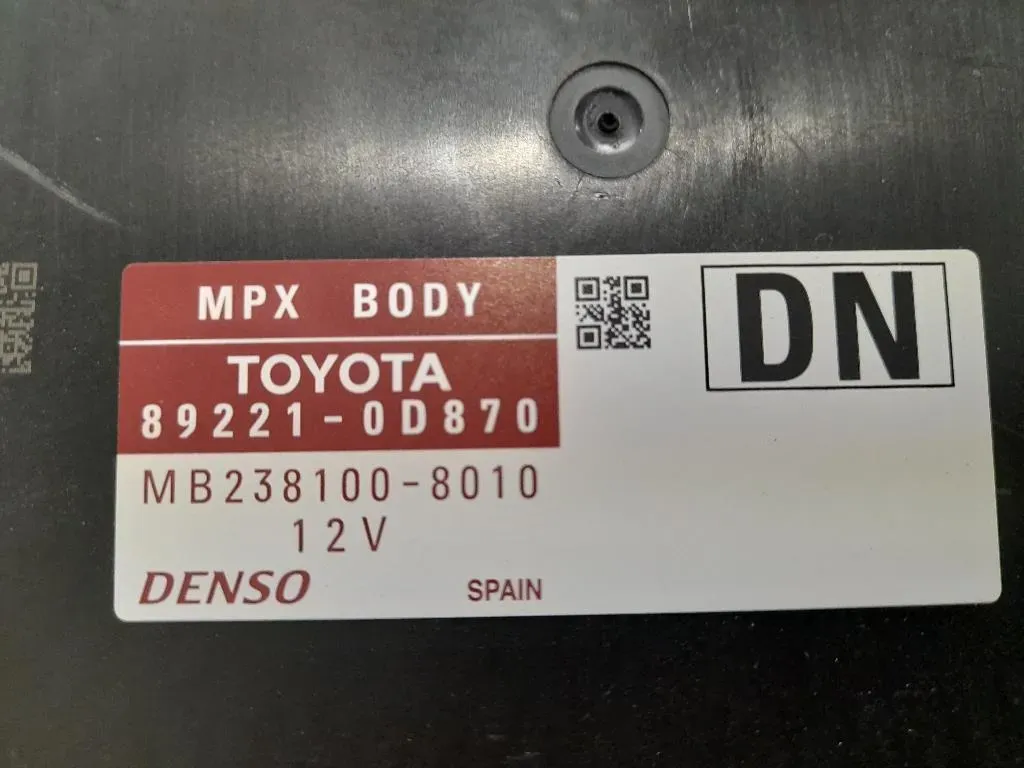 MPX BODY
TOYOTA
89221-0D870
MB238100-8010
12V
DENSO SPAIN
DN